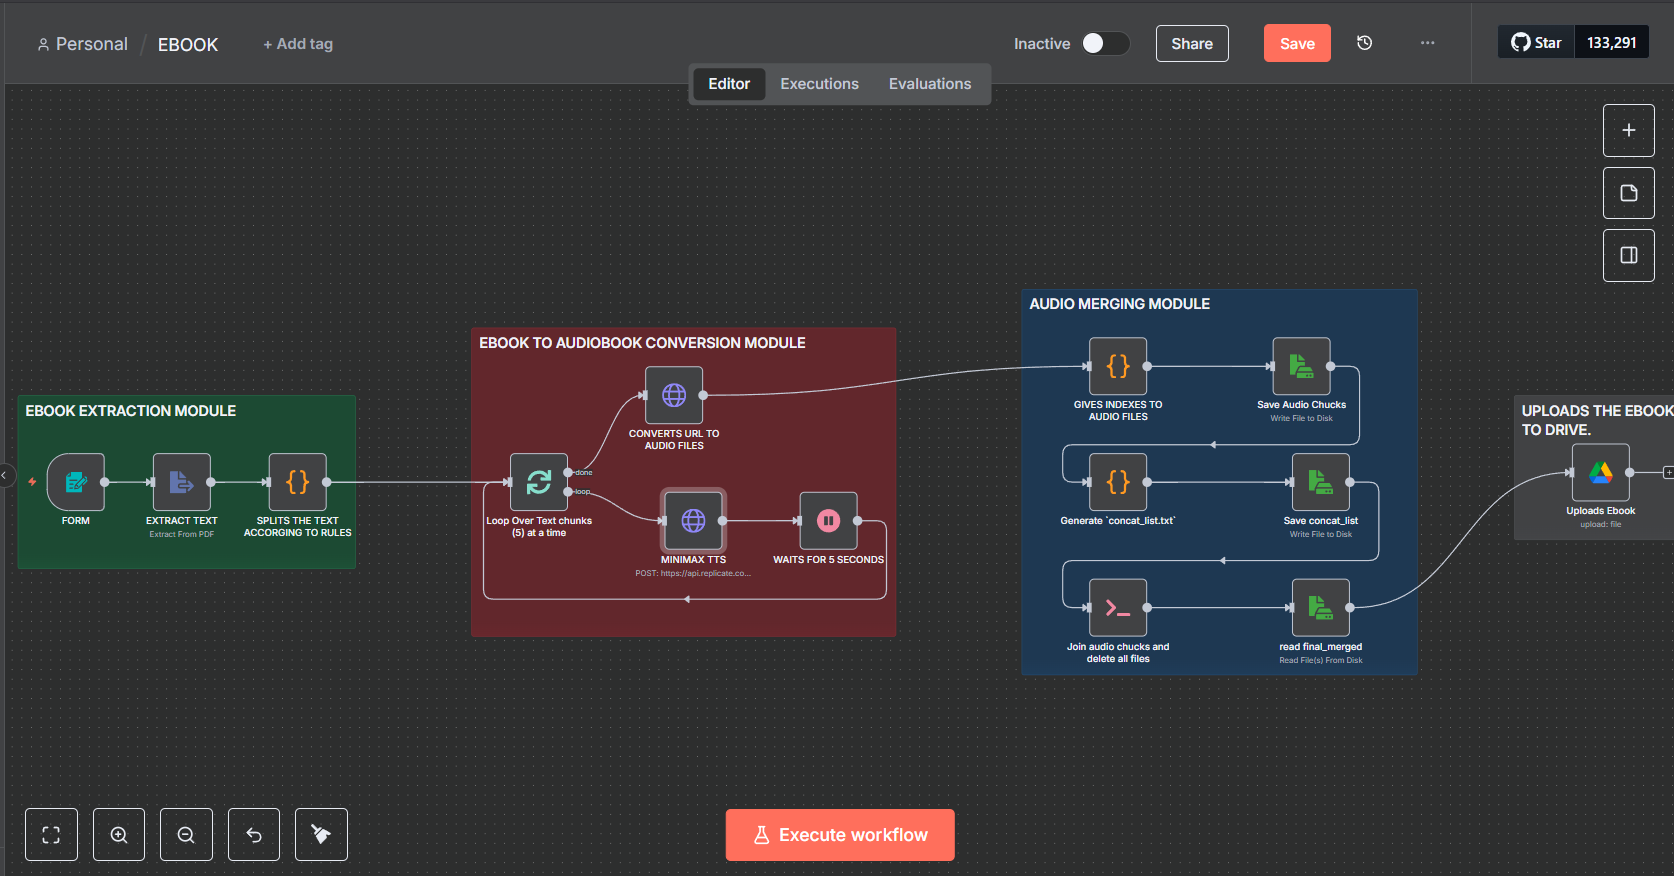 Personal / EBOOK + Add tag
Inactive Share Save ... Star 133,291
Editor Executions Evaluations
EBOOK EXTRACTION MODULE
FORM
EXTRACT TEXT
Extract From PDF
SPLITS THE TEXT
ACCORGING TO RULES
EBOOK TO AUDIOBOOK CONVERSION MODULE
CONVERTS URL TO
AUDIO FILES
done
loop
Loop Over Text chunks
(5) at a time
MINIMAX TTS
POST: https://api.replicate.co...
WAITS FOR 5 SECONDS
AUDIO MERGING MODULE
GIVES INDEXES TO
AUDIO FILES
Save Audio Chucks
Write File to Disk
Generate `concat_list.txt`
Save concat_list
Write File to Disk
Join audio chucks and
delete all files
read final_merged
Read File(s) From Disk
UPLOADS THE EBOOK
TO DRIVE.
Uploads Ebook
upload: file
Execute workflow